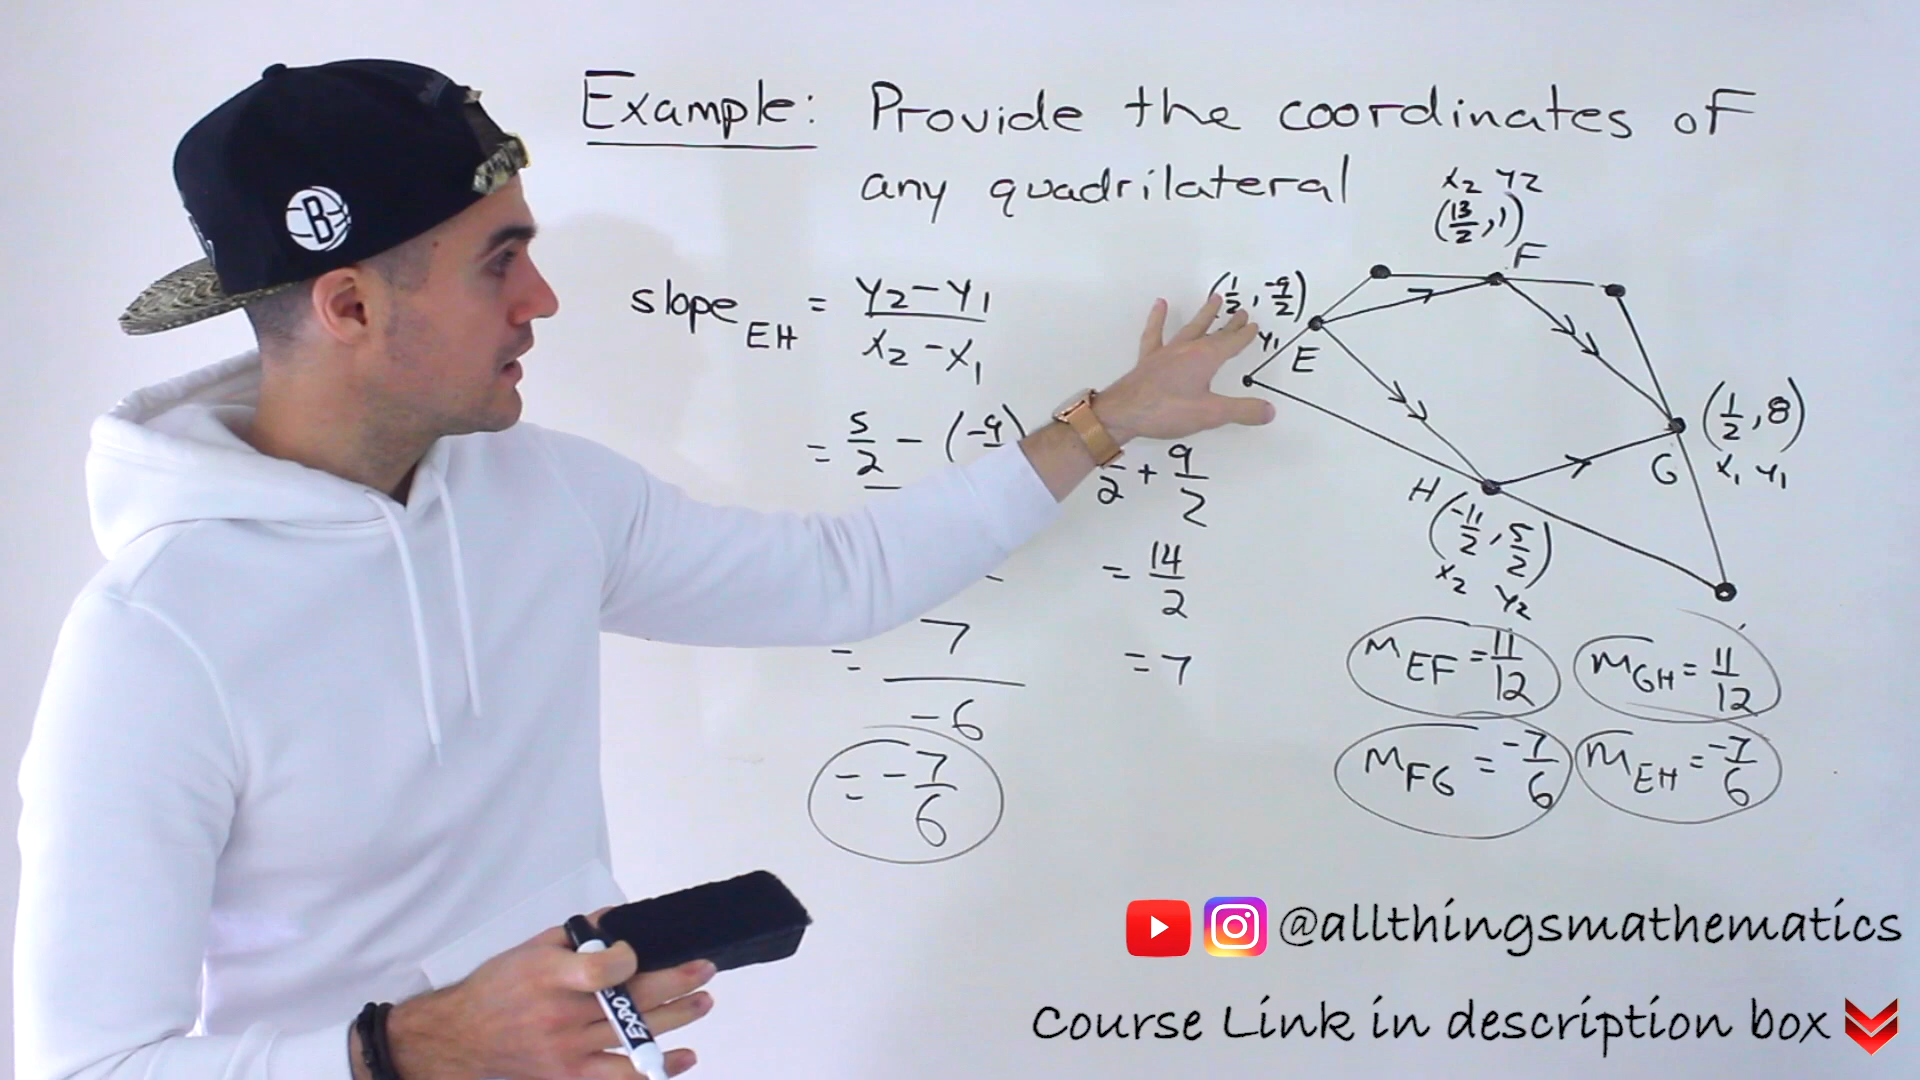 Example: Provide the coordinates of
any quadrilateral
x2 y2
(13/2, 1)
F
slope EH = y2 - y1 / x2 - x1
(1/2, -9/2)
y1
E
= 5/2 - (-9
/2 + 9/2
(1/2, 8)
x1 y1
G
H
(-11/2, 5/2)
x2 y2
= 14/2
= 7
= 7 / -6
= -7/6
mEF = 11/12
mGH = 11/12
mFG = -7/6
mEH = -7/6
B
EXPO
@allthingsmathematics
Course Link in description box